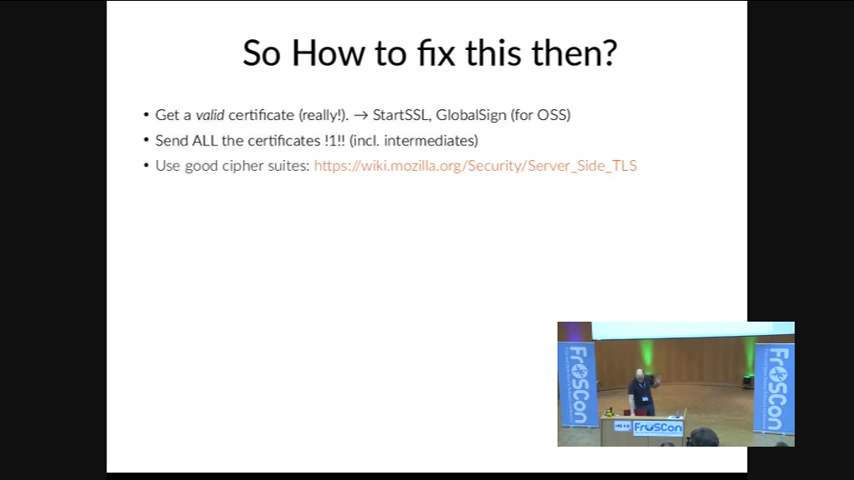 So How to fix this then?
• Get a valid certificate (really!). → StartSSL, GlobalSign (for OSS)
• Send ALL the certificates !1!! (incl. intermediates)
• Use good cipher suites: https://wiki.mozilla.org/Security/Server_Side_TLS
FrOSCon
FrOSCon
FrOSCon